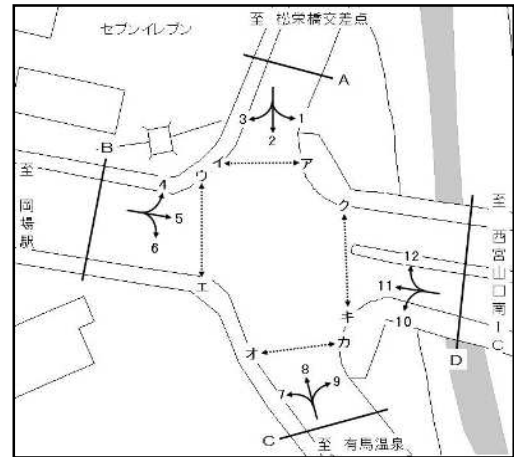 セブンイレブン
至 松栄橋交差点
A
B
3
1
2
イ
ア
ウ
ク
4
5
6
至
岡
場
駅
至
西
宮
山
口
南
I
C
12
11
10
エ
キ
オ
カ
8
7
9
D
C
至 有馬温泉